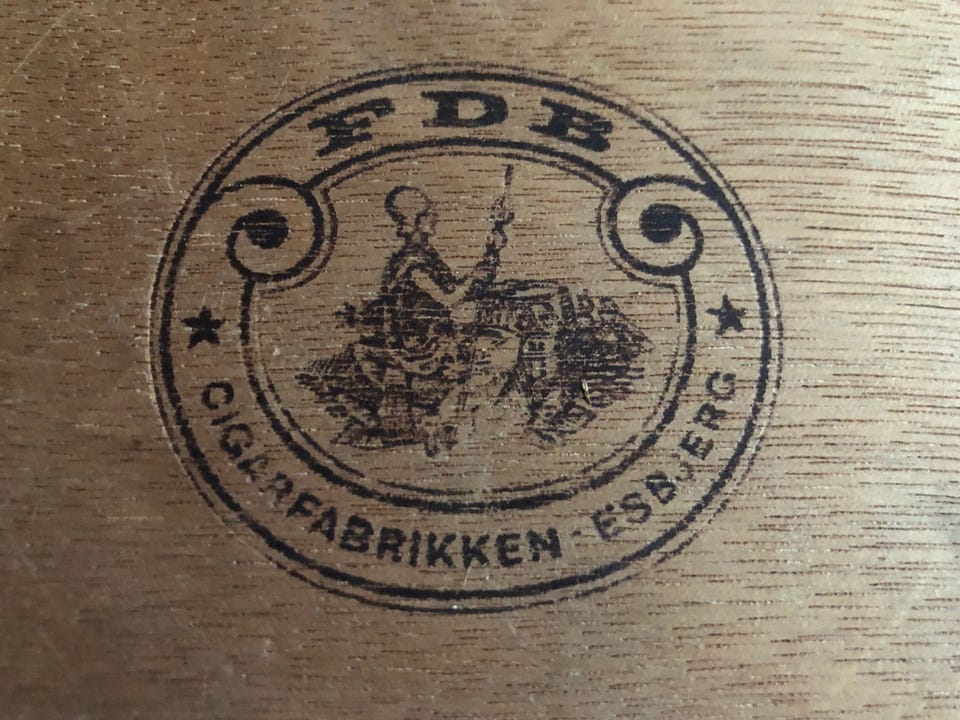 FDB
CIGARFABRIKKEN - ESBJERG